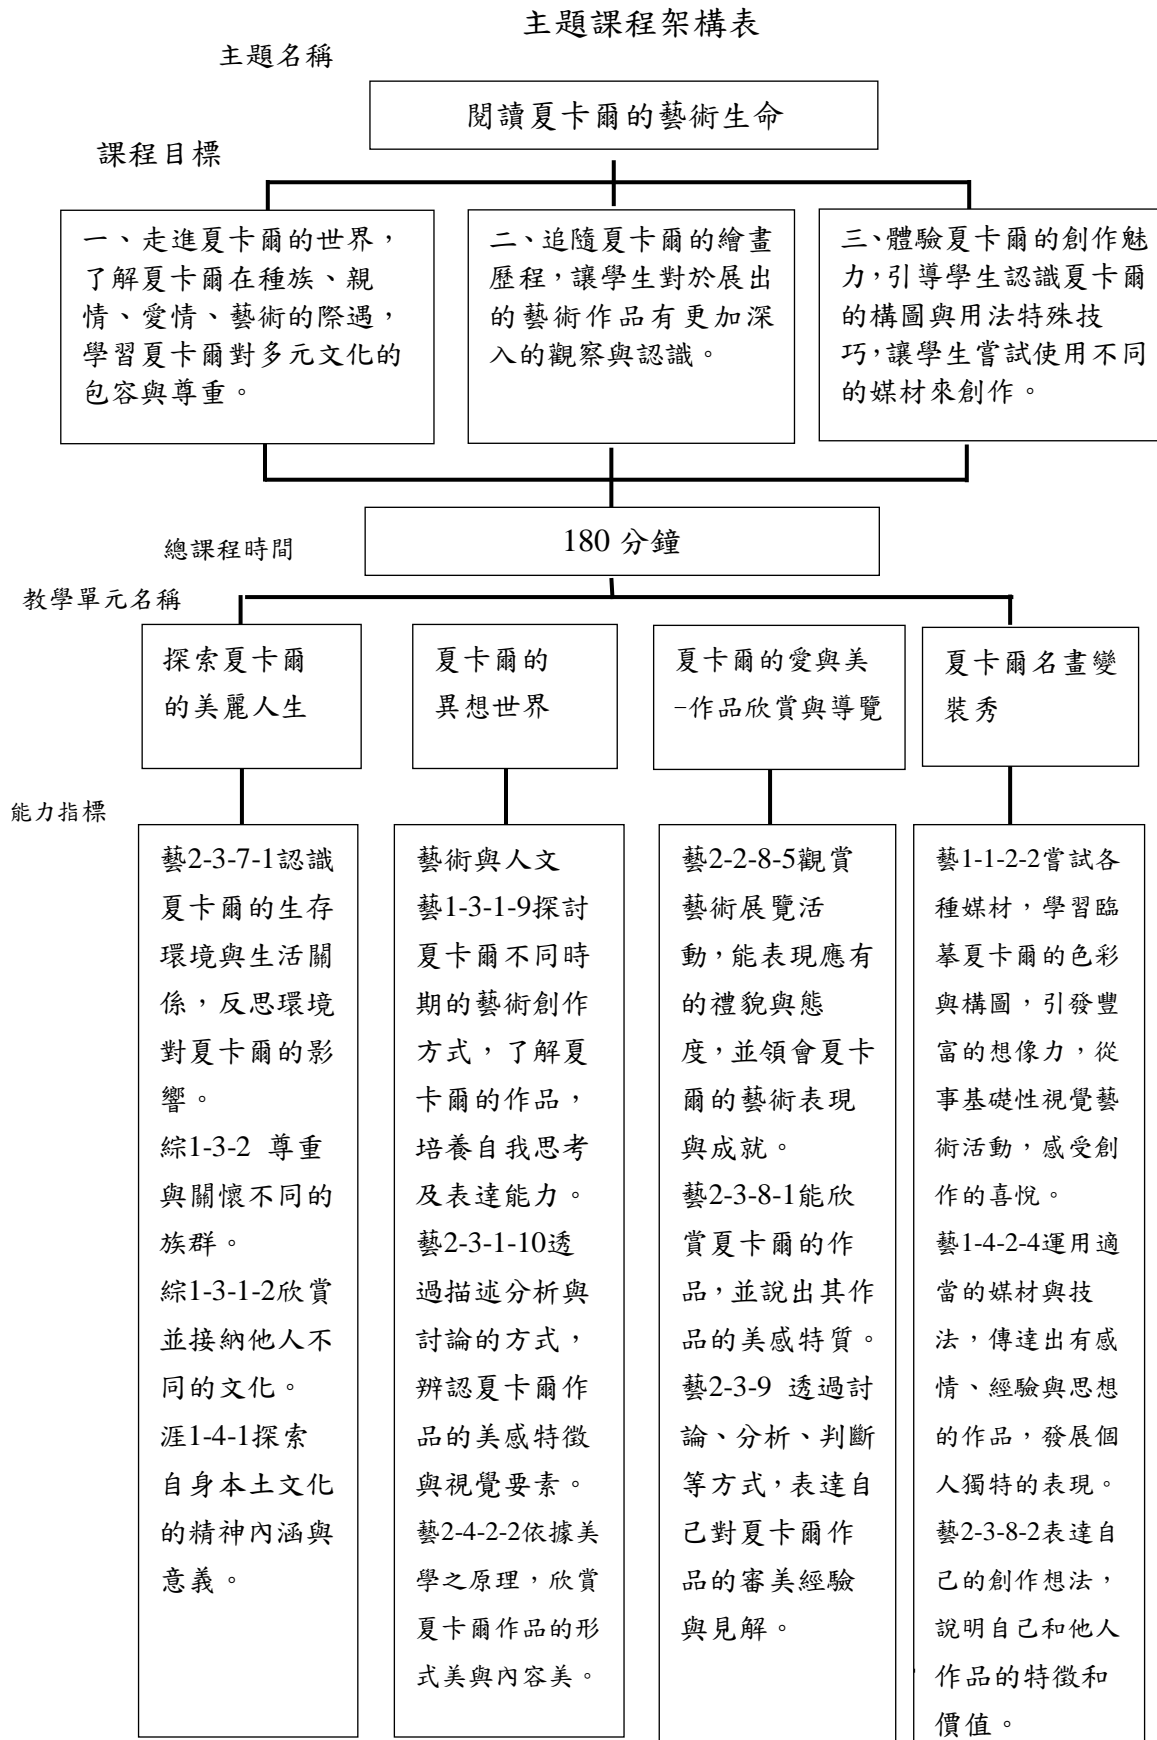 主題課程架構表
主題名稱
閱讀夏卡爾的藝術生命
課程目標
一、走進夏卡爾的世界，
了解夏卡爾在種族、親
情、愛情、藝術的際遇，
學習夏卡爾對多元文化的
包容與尊重。
二、追隨夏卡爾的繪畫
歷程，讓學生對於展出
的藝術作品有更加深
入的觀察與認識。
三、體驗夏卡爾的創作魅
力，引導學生認識夏卡爾
的構圖與用法特殊技
巧，讓學生嘗試使用不同
的媒材來創作。
總課程時間
180 分鐘
教學單元名稱
探索夏卡爾
的美麗人生
夏卡爾的
異想世界
夏卡爾的愛與美
-作品欣賞與導覽
夏卡爾名畫變
裝秀
能力指標
藝2-3-7-1認識
夏卡爾的生存
環境與生活關
係，反思環境
對夏卡爾的影
響。
綜1-3-2 尊重
與關懷不同的
族群。
綜1-3-1-2欣賞
並接納他人不
同的文化。
涯1-4-1探索
自身本土文化
的精神內涵與
意義。
藝術與人文
藝1-3-1-9探討
夏卡爾不同時
期的藝術創作
方式，了解夏
卡爾的作品，
培養自我思考
及表達能力。
藝2-3-1-10透
過描述分析與
討論的方式，
辨認夏卡爾作
品的美感特徵
與視覺要素。
藝2-4-2-2依據美
學之原理，欣賞
夏卡爾作品的形
式美與內容美。
藝2-2-8-5觀賞
藝術展覽活
動，能表現應有
的禮貌與態
度，並領會夏卡
爾的藝術表現
與成就。
藝2-3-8-1能欣
賞夏卡爾的作
品，並說出其作
品的美感特質。
藝2-3-9 透過討
論、分析、判斷
等方式，表達自
己對夏卡爾作
品的審美經驗
與見解。
藝1-1-2-2嘗試各
種媒材，學習臨
摹夏卡爾的色彩
與構圖，引發豐
富的想像力，從
事基礎性視覺藝
術活動，感受創
作的喜悅。
藝1-4-2-4運用適
當的媒材與技
法，傳達出有感
情、經驗與思想
的作品，發展個
人獨特的表現。
藝2-3-8-2表達自
己的創作想法，
說明自己和他人
作品的特徵和
價值。